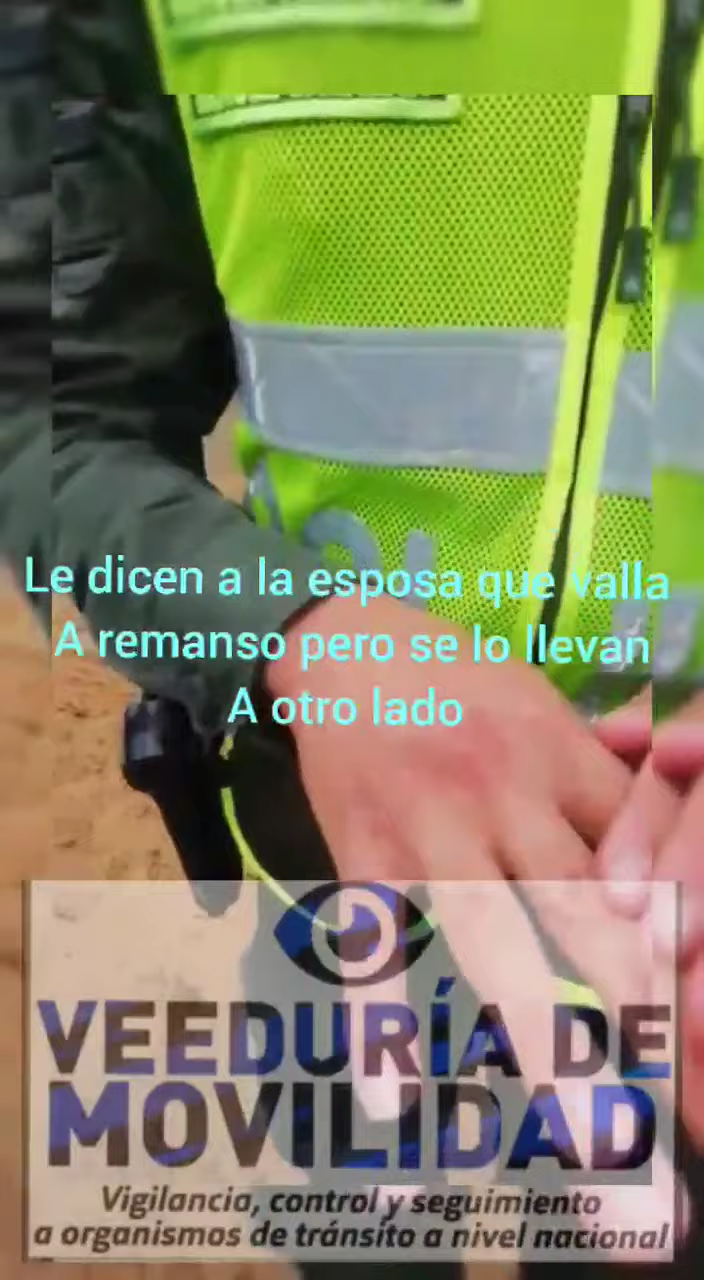 Le dicen a la esposa que valla
A remanso pero se lo llevan
A otro lado
VEEDURÍA DE
MOVILIDAD
Vigilancia, control y seguimiento
a organismos de tránsito a nivel nacional